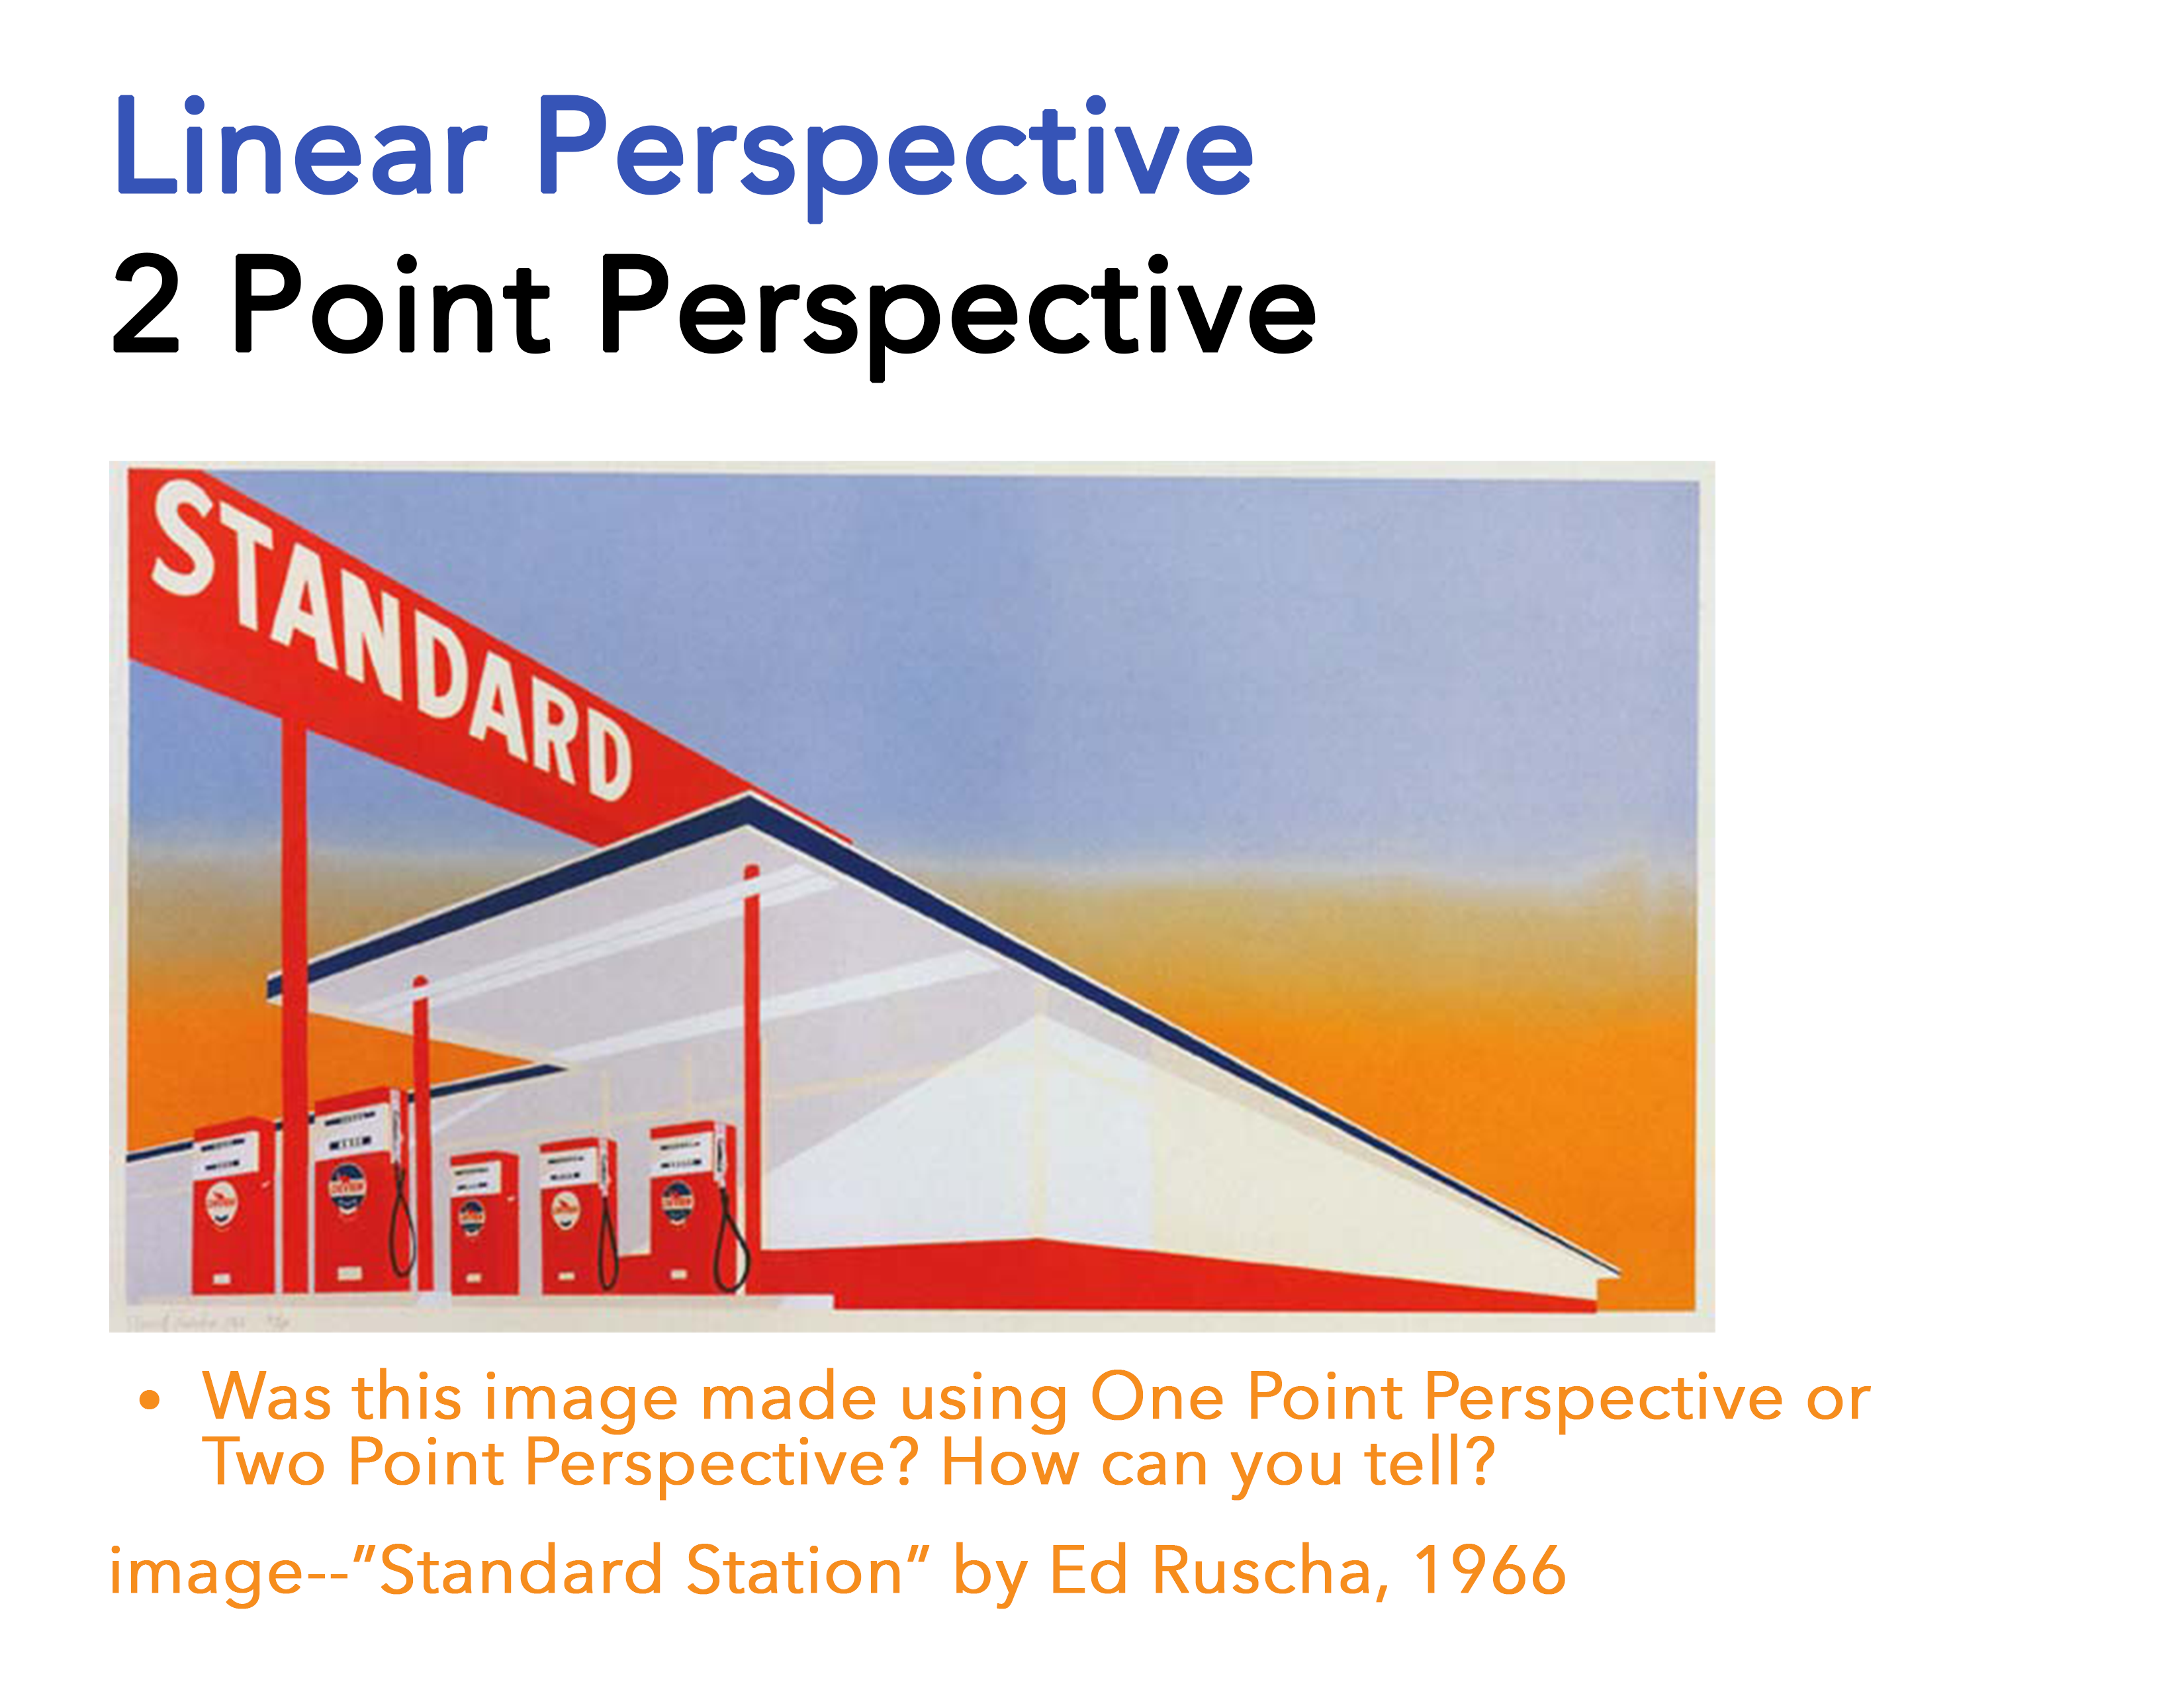 Linear Perspective
2 Point Perspective
STANDARD
• Was this image made using One Point Perspective or
Two Point Perspective? How can you tell?
image--"Standard Station" by Ed Ruscha, 1966